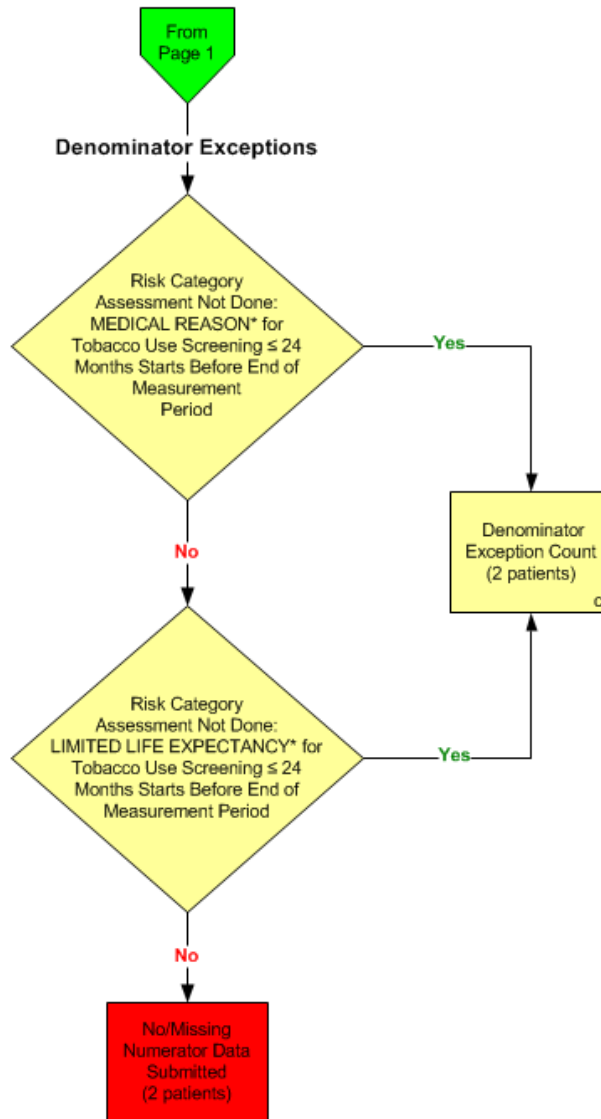 From
Page 1
Denominator Exceptions
Risk Category
Assessment Not Done:
MEDICAL REASON* for
Tobacco Use Screening ≤ 24
Months Starts Before End of
Measurement
Period
Yes
Denominator
Exception Count
(2 patients)
c
No
Risk Category
Assessment Not Done:
LIMITED LIFE EXPECTANCY* for
Tobacco Use Screening ≤ 24
Months Starts Before End of
Measurement Period
Yes
No
No/Missing
Numerator Data
Submitted
(2 patients)